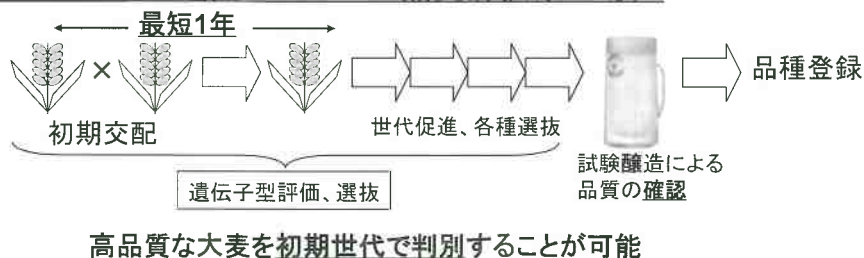 最短1年
×
品種登録
初期交配
世代促進、各種選抜
試験醸造による
品質の確認
遺伝子型評価、選抜
高品質な大麦を初期世代で判別することが可能